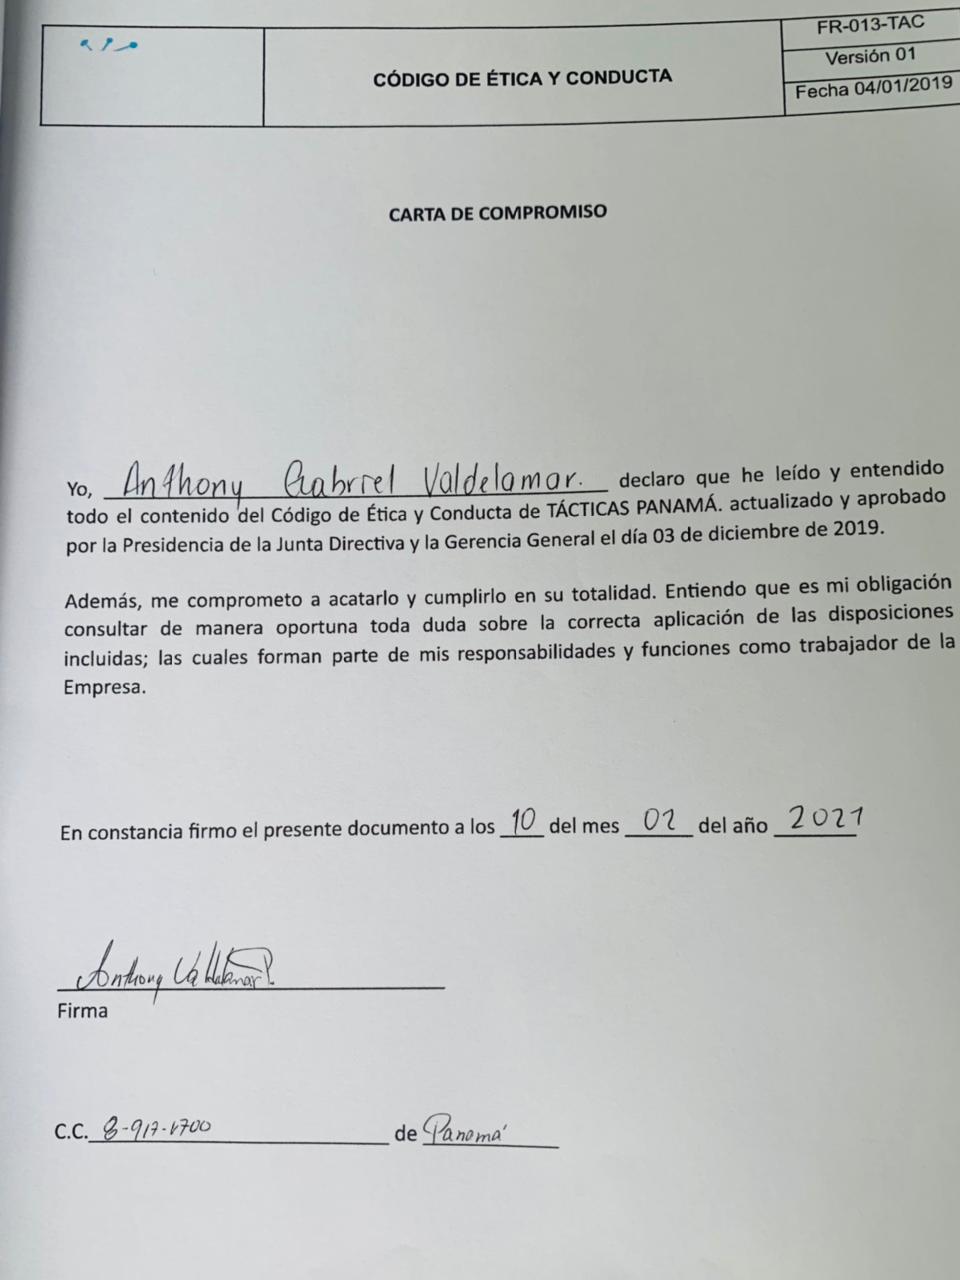 CÓDIGO DE ÉTICA Y CONDUCTA
FR-013-TAC
Versión 01
Fecha 04/01/2019
CARTA DE COMPROMISO
Yo, Anthony Gabriel Valdelamar. declaro que he leído y entendido
todo el contenido del Código de Ética y Conducta de TÁCTICAS PANAMÁ. actualizado y aprobado
por la Presidencia de la Junta Directiva y la Gerencia General el día 03 de diciembre de 2019.
Además, me comprometo a acatarlo y cumplirlo en su totalidad. Entiendo que es mi obligación
consultar de manera oportuna toda duda sobre la correcta aplicación de las disposiciones
incluidas; las cuales forman parte de mis responsabilidades y funciones como trabajador de la
Empresa.
En constancia firmo el presente documento a los 10 del mes 02 del año 2021
Anthony Valdelamar P.
Firma
C.C. de Panamá